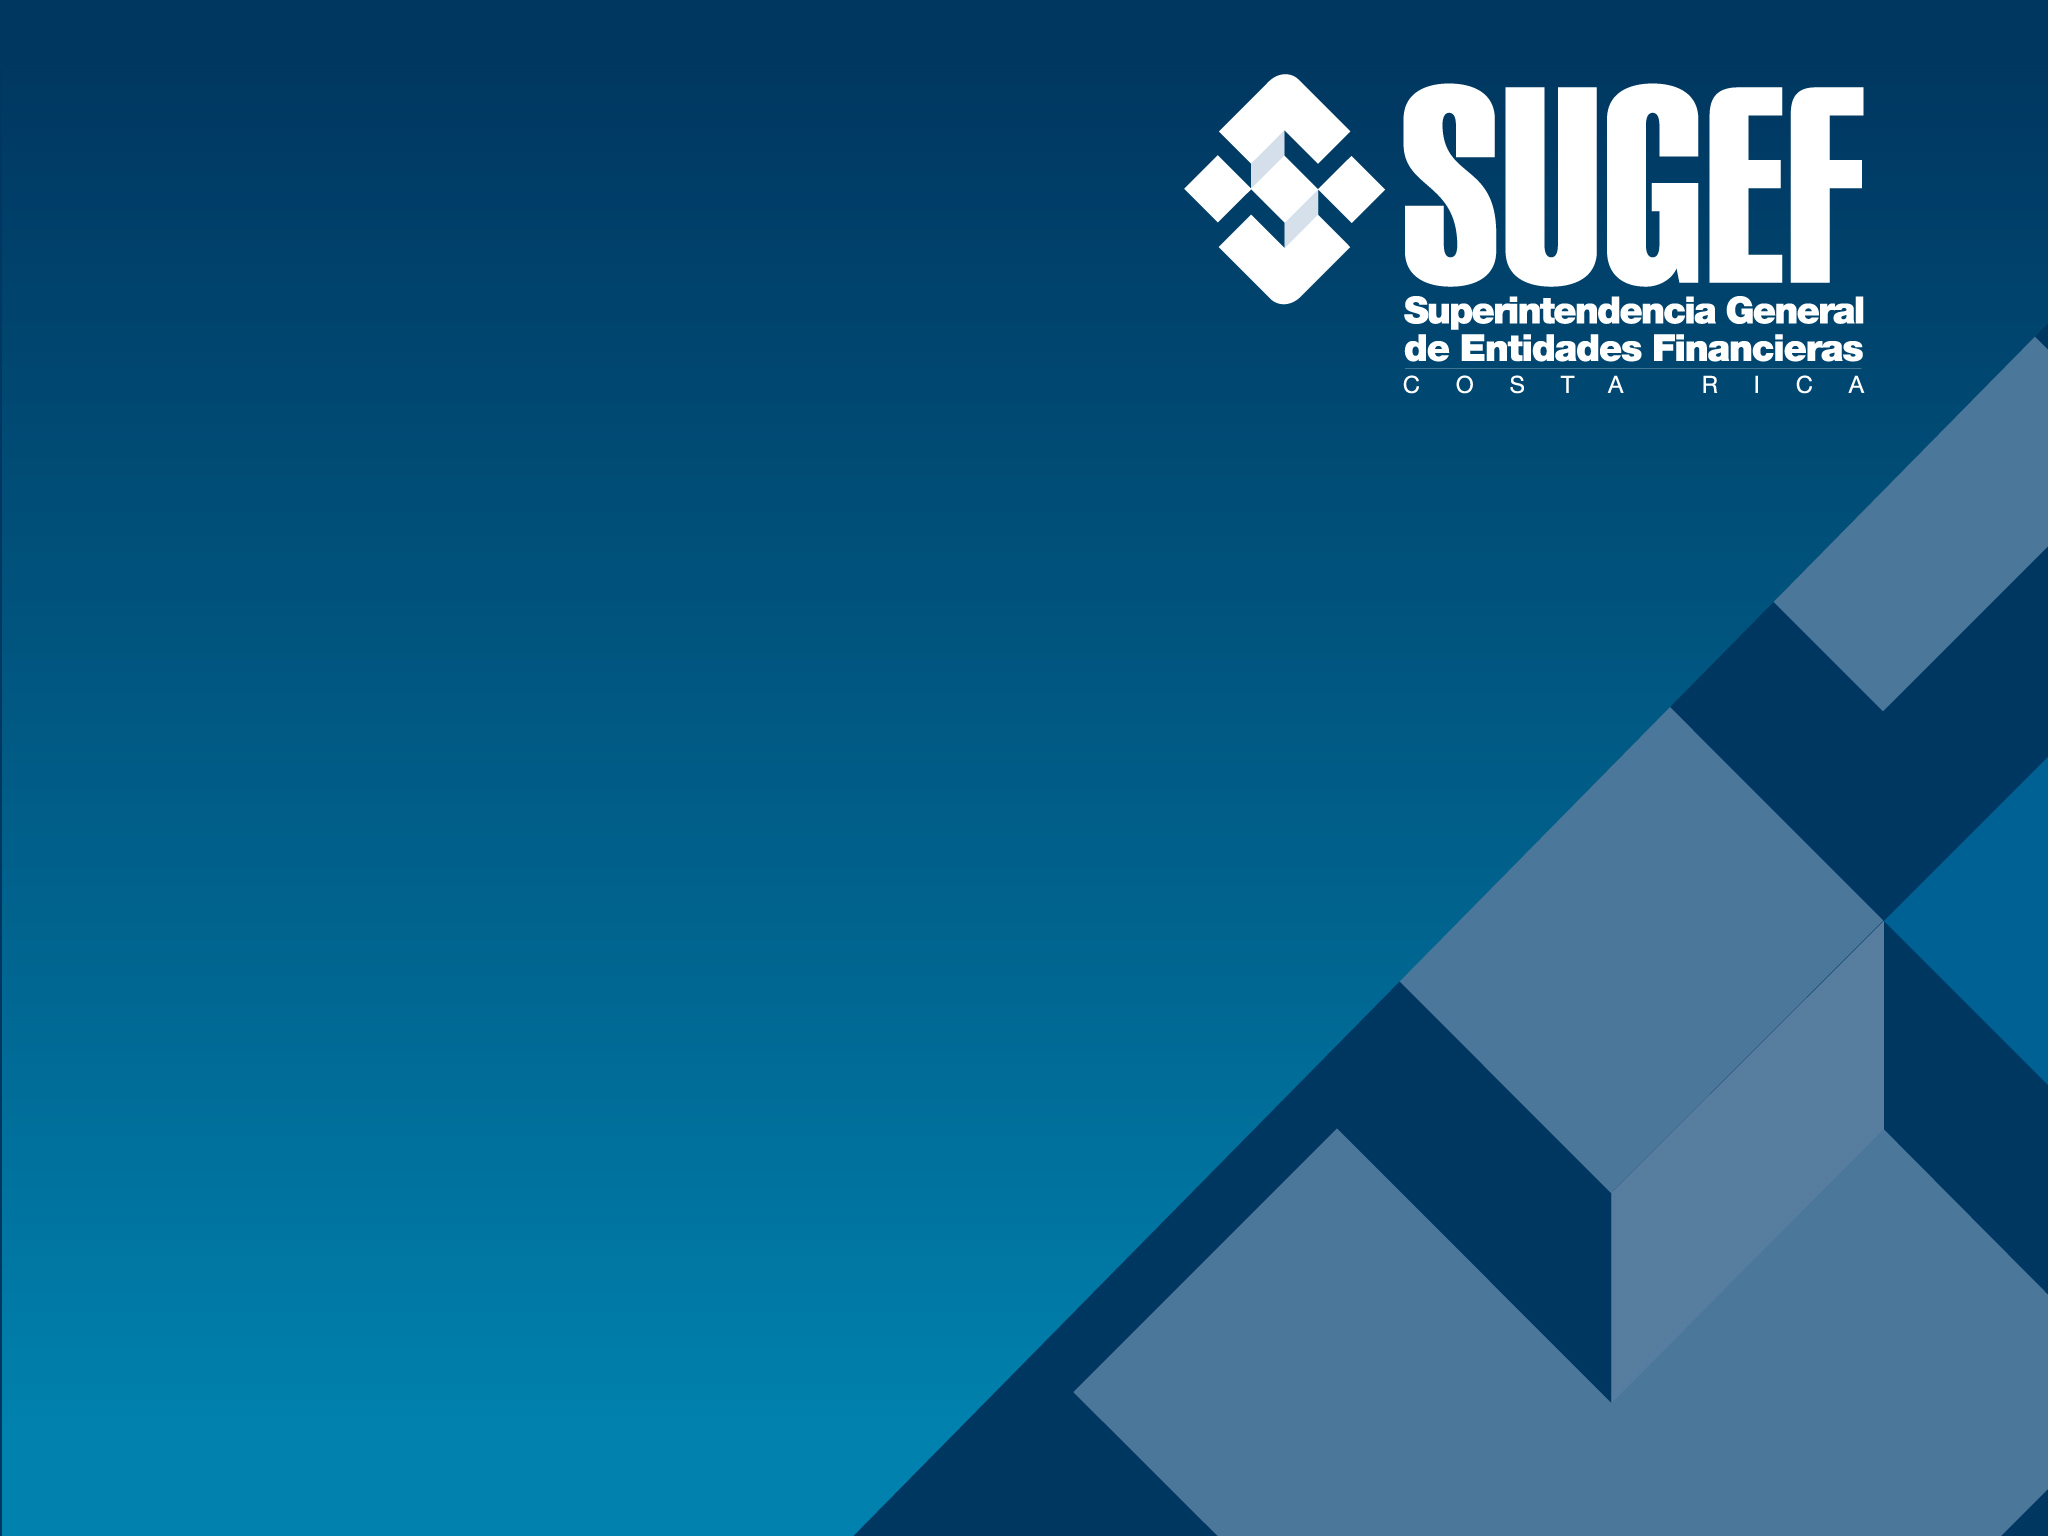 SUGEF
Superintendencia General
de Entidades Financieras
COSTA RICA